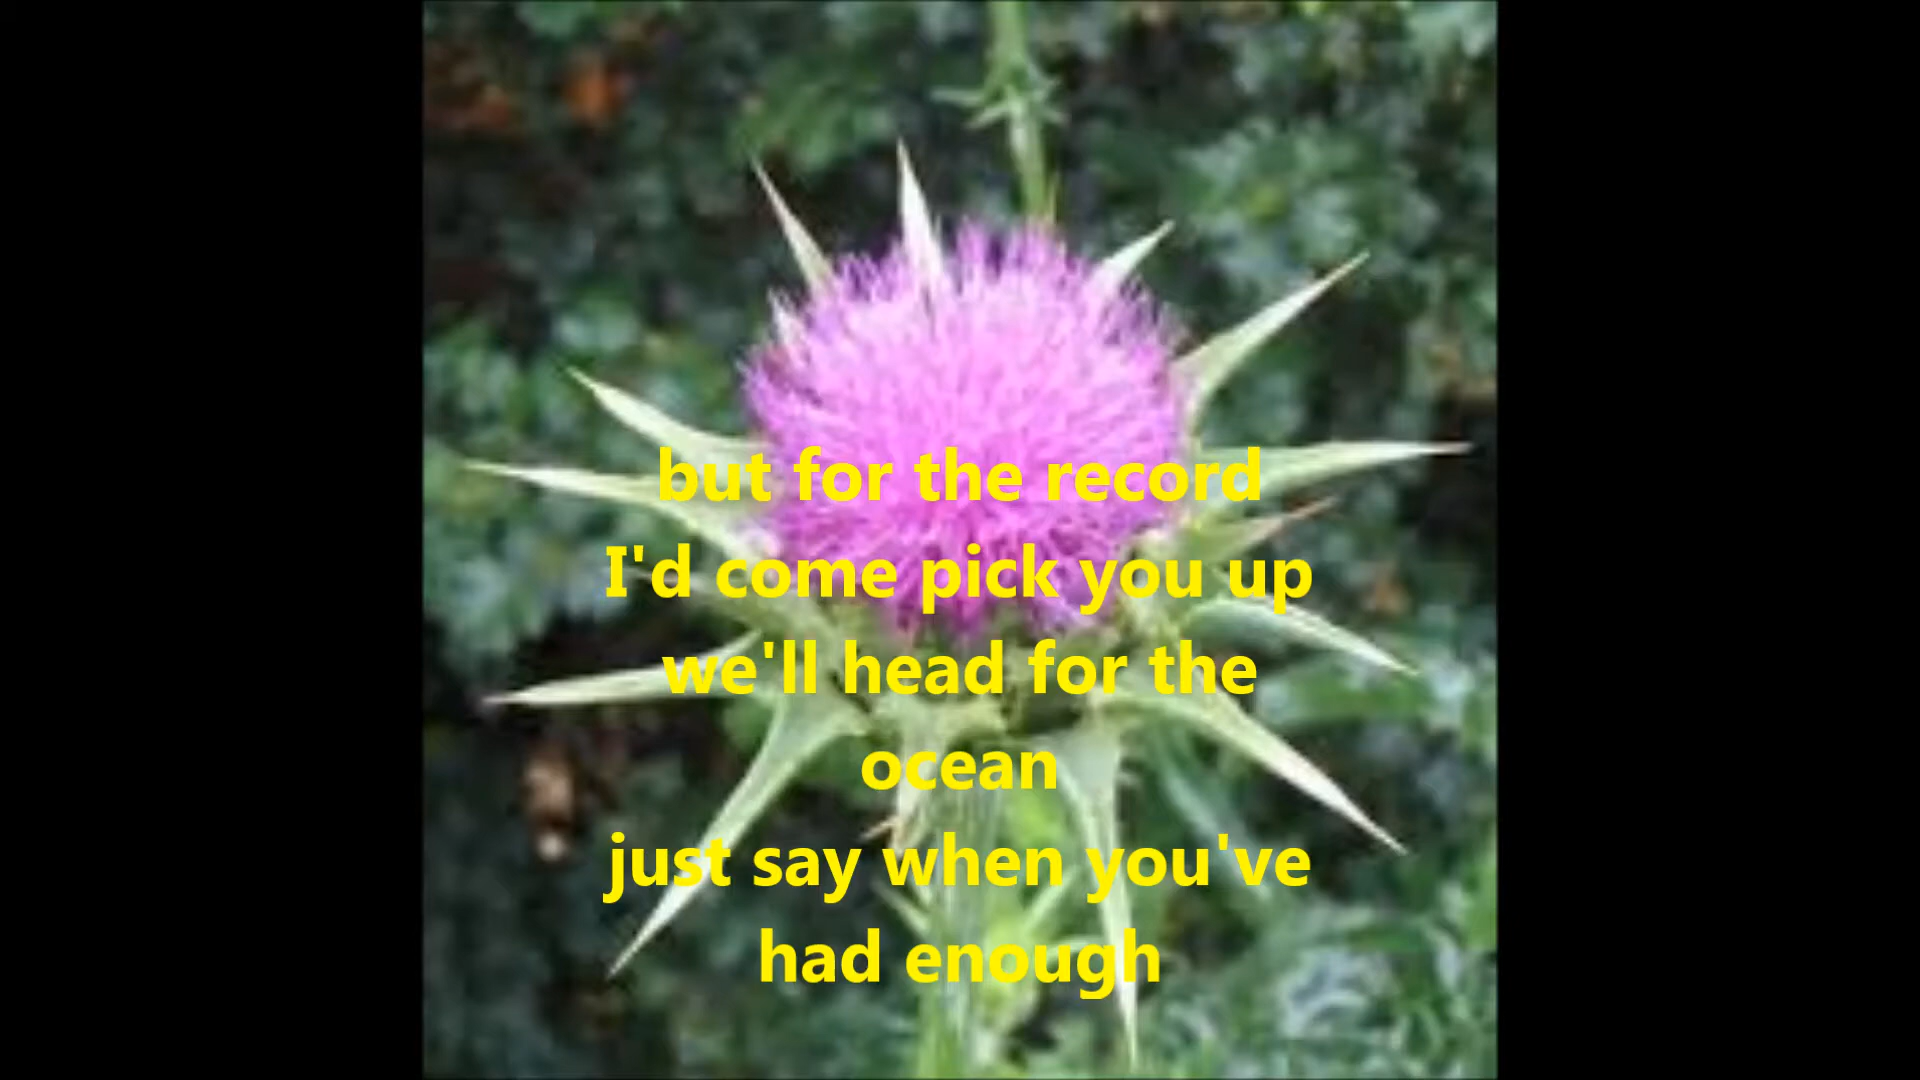 but for the record
I'd come pick you up
we'll head for the
ocean
just say when you've
had enough